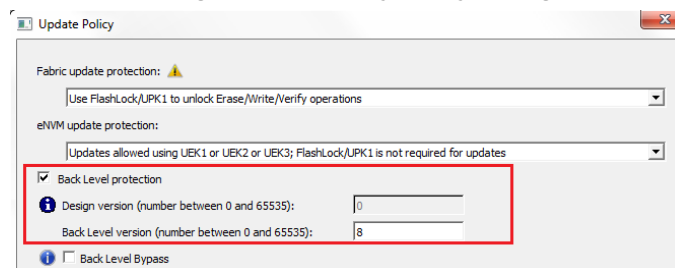 Update Policy
Fabric update protection:
Use FlashLock/UPK1 to unlock Erase/Write/Verify operations
eNVM update protection:
Updates allowed using UEK1 or UEK2 or UEK3; FlashLock/UPK1 is not required for updates
Back Level protection
Design version (number between 0 and 65535): 0
Back Level version (number between 0 and 65535): 8
Back Level Bypass